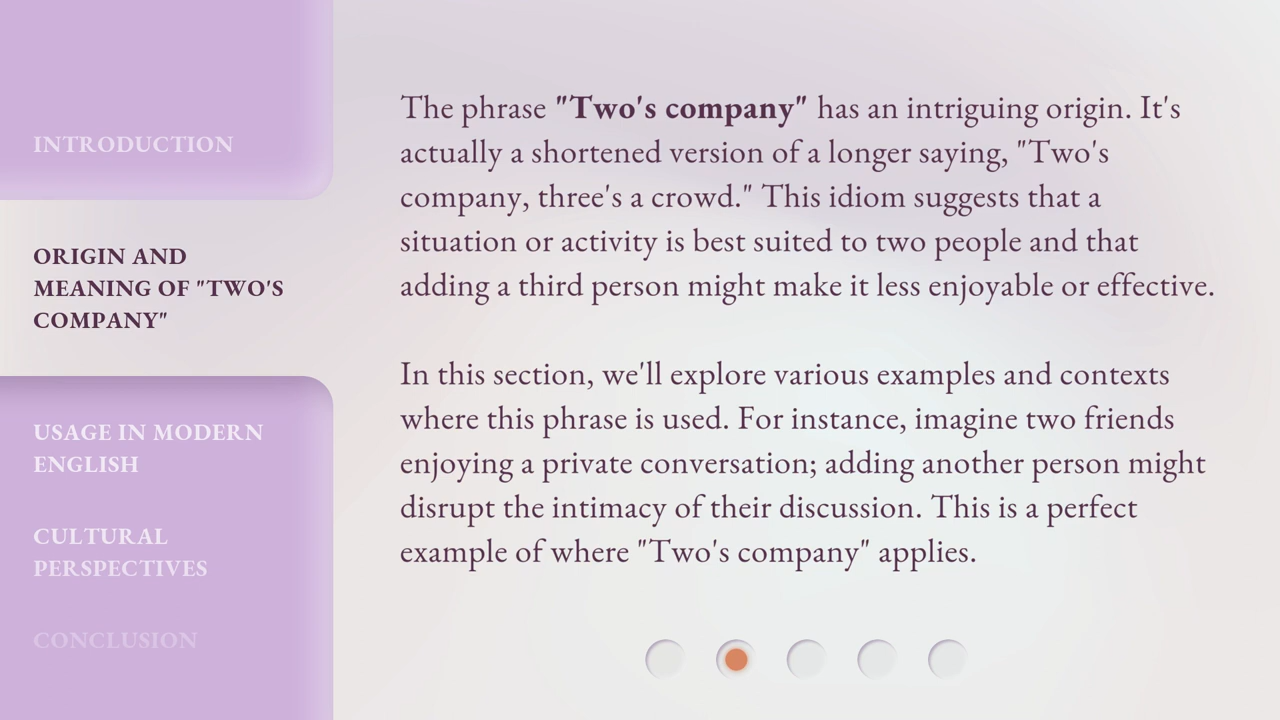 INTRODUCTION
ORIGIN AND
MEANING OF "TWO'S
COMPANY"
USAGE IN MODERN
ENGLISH
CULTURAL
PERSPECTIVES
CONCLUSION
The phrase "Two's company" has an intriguing origin. It's
actually a shortened version of a longer saying, "Two's
company, three's a crowd." This idiom suggests that a
situation or activity is best suited to two people and that
adding a third person might make it less enjoyable or effective.
In this section, we'll explore various examples and contexts
where this phrase is used. For instance, imagine two friends
enjoying a private conversation; adding another person might
disrupt the intimacy of their discussion. This is a perfect
example of where "Two's company" applies.